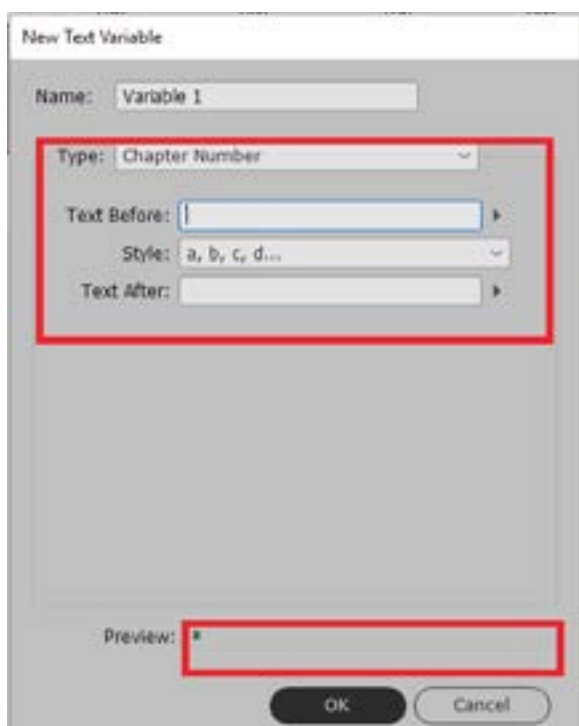 New Text Variable
Name: Variable 1
Type: Chapter Number
Text Before:
Style: a, b, c, d...
Text After:
Preview:
OK Cancel